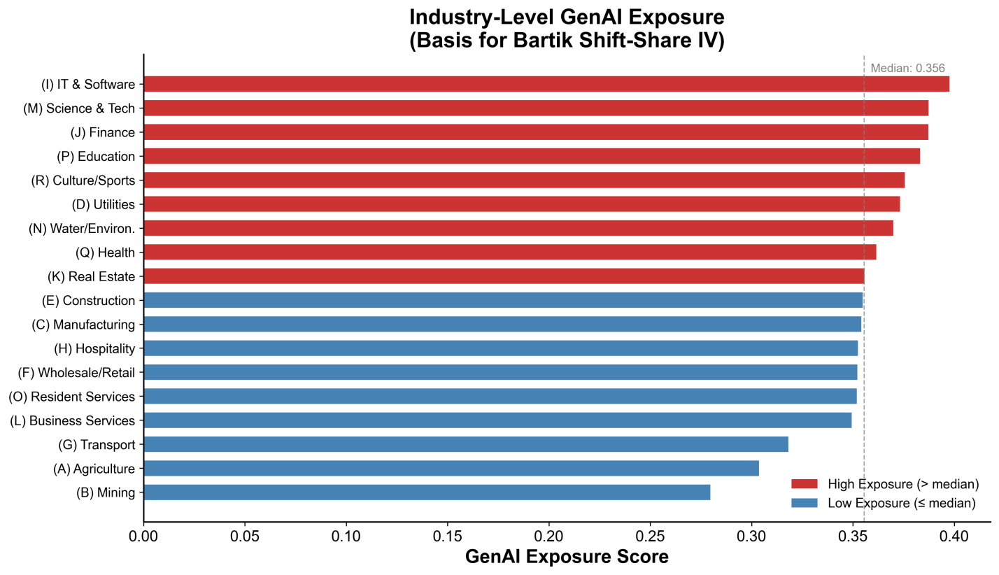 Industry-Level GenAI Exposure
(Basis for Bartik Shift-Share IV)
Median: 0.356
(I) IT & Software
(M) Science & Tech
(J) Finance
(P) Education
(R) Culture/Sports
(D) Utilities
(N) Water/Environ.
(Q) Health
(K) Real Estate
(E) Construction
(C) Manufacturing
(H) Hospitality
(F) Wholesale/Retail
(O) Resident Services
(L) Business Services
(G) Transport
(A) Agriculture
(B) Mining
High Exposure (> median)
Low Exposure (≤ median)
0.00 0.05 0.10 0.15 0.20 0.25 0.30 0.35 0.40
GenAI Exposure Score